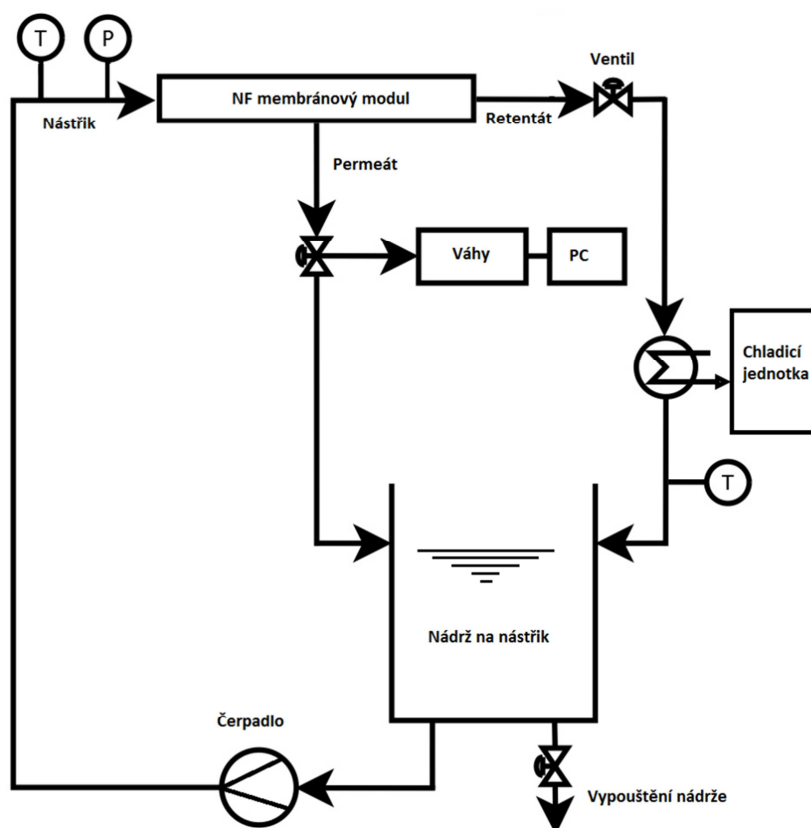 T
P
Ventil
NF membránový modul
Nástřik
Retentát
Permeát
Váhy
PC
Chladicí
jednotka
T
Nádrž na nástřik
Čerpadlo
Vypouštění nádrže